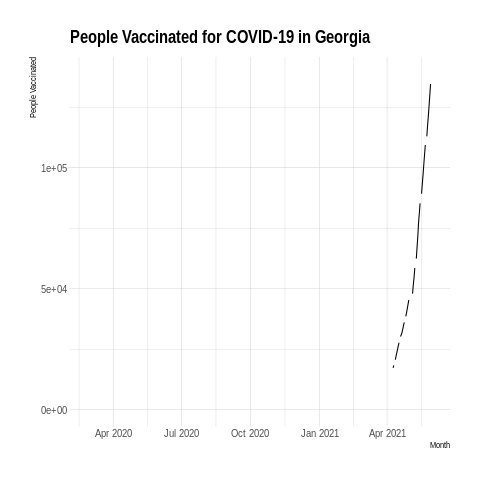 People Vaccinated for COVID-19 in Georgia
People Vaccinated
1e+05
5e+04
0e+00
Apr 2020 Jul 2020 Oct 2020 Jan 2021 Apr 2021
Month